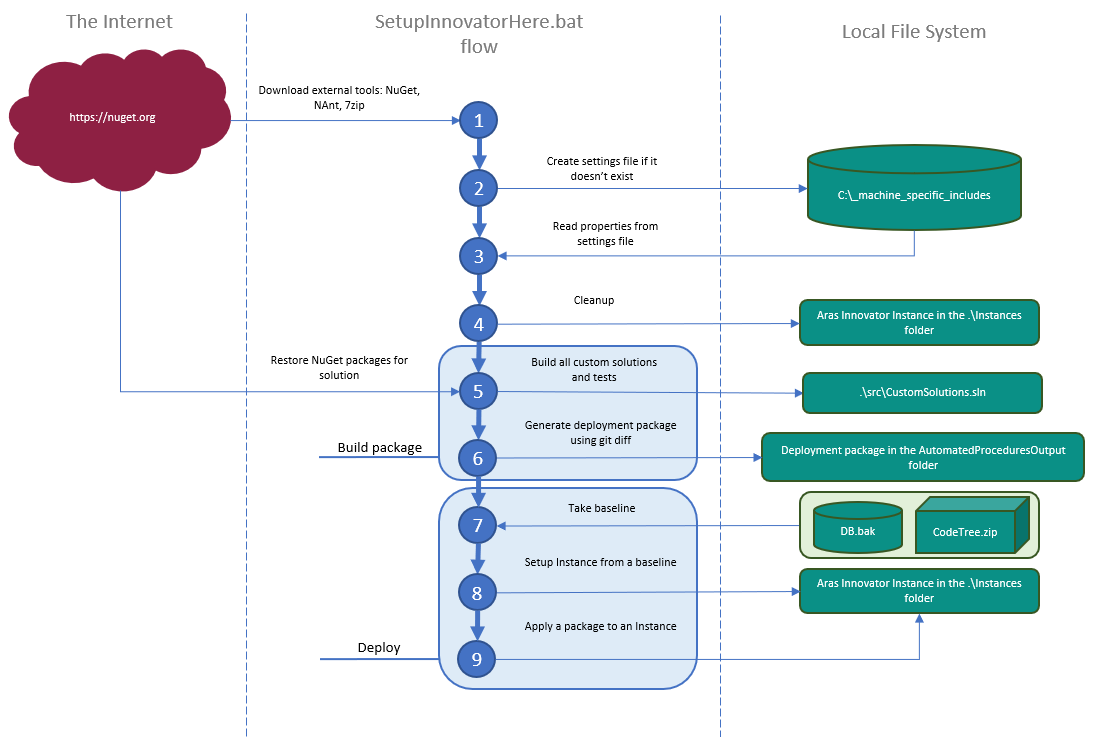 The Internet
SetupInnovatorHere.bat
flow
Local File System
https://nuget.org
Download external tools: NuGet,
NAnt, 7zip
1
Create settings file if it
doesn't exist
2
C:\_machine_specific_includes
Read properties from
settings file
3
Cleanup
4
Aras Innovator Instance in the .\Instances
folder
Restore NuGet packages for
solution
Build all custom solutions
and tests
5
.\src\CustomSolutions.sln
Generate deployment package
using git diff
Build package
6
Deployment package in the AutomatedProceduresOutput
folder
Take baseline
7
DB.bak
CodeTree.zip
Setup Instance from a baseline
8
Aras Innovator Instance in the .\Instances
folder
Apply a package to an Instance
Deploy
9